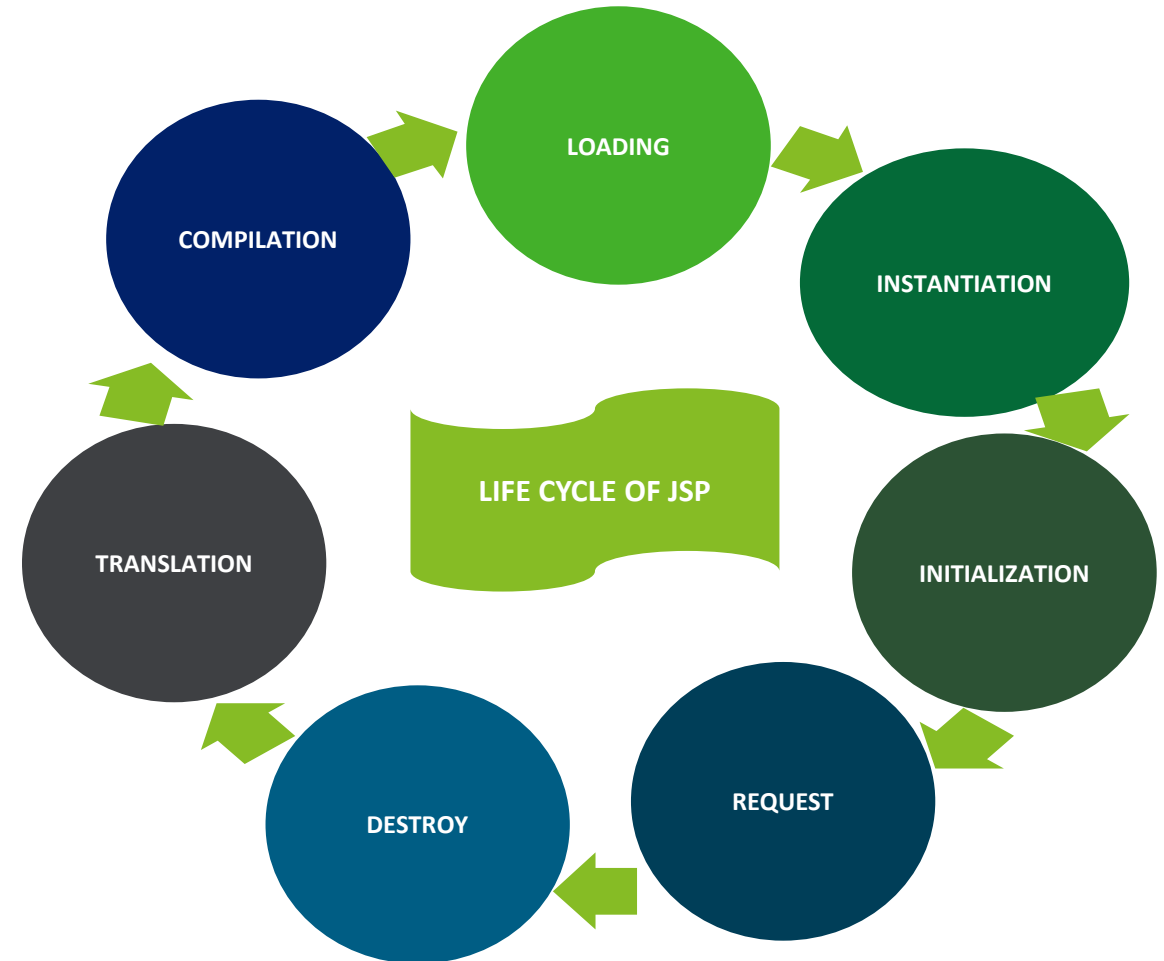 LOADING
COMPILATION
INSTANTIATION
LIFE CYCLE OF JSP
TRANSLATION
INITIALIZATION
REQUEST
DESTROY